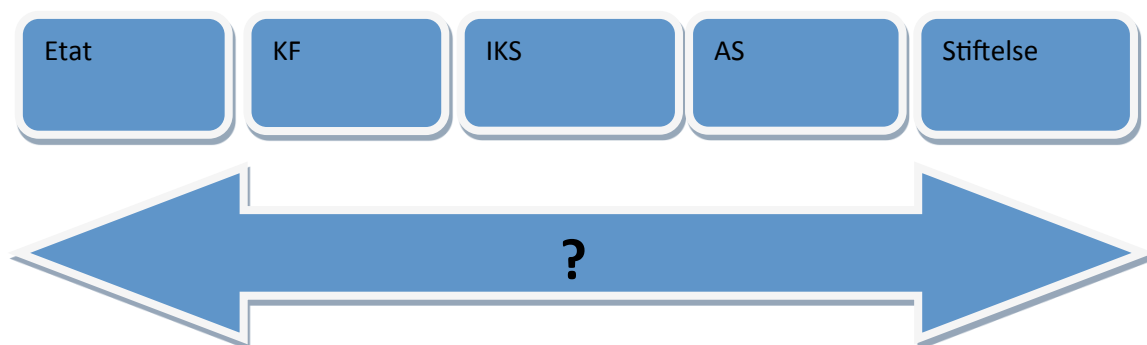 Etat
KF
IKS
AS
Stiftelse
?